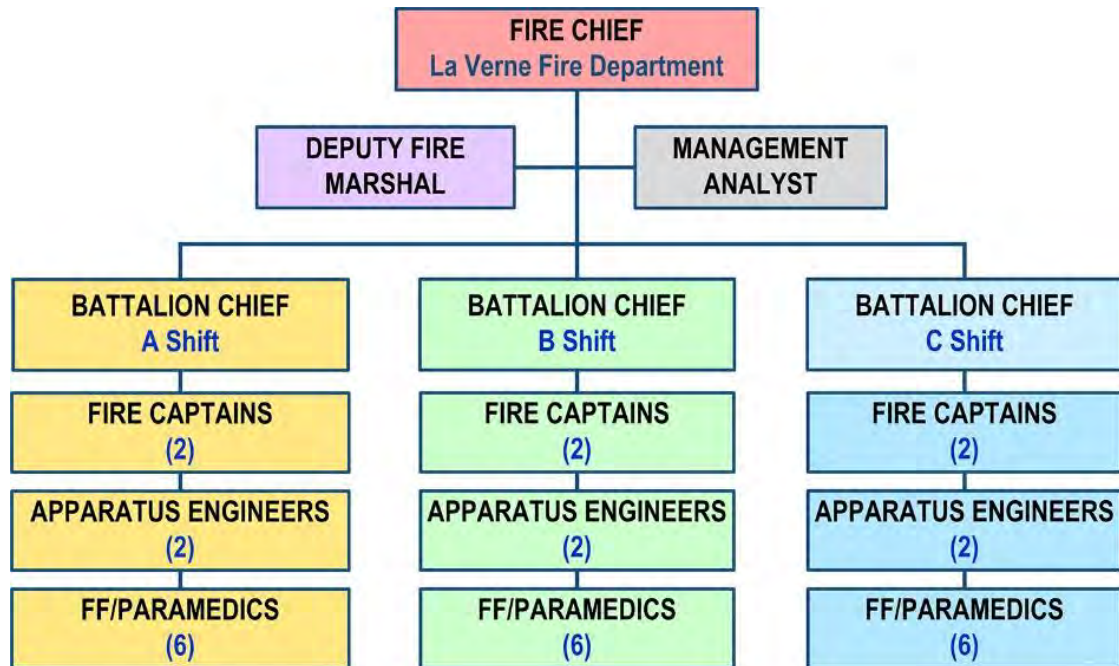 FIRE CHIEF
La Verne Fire Department
DEPUTY FIRE
MARSHAL
MANAGEMENT
ANALYST
BATTALION CHIEF
A Shift
BATTALION CHIEF
B Shift
BATTALION CHIEF
C Shift
FIRE CAPTAINS
(2)
FIRE CAPTAINS
(2)
FIRE CAPTAINS
(2)
APPARATUS ENGINEERS
(2)
APPARATUS ENGINEERS
(2)
APPARATUS ENGINEERS
(2)
FF/PARAMEDICS
(6)
FF/PARAMEDICS
(6)
FF/PARAMEDICS
(6)